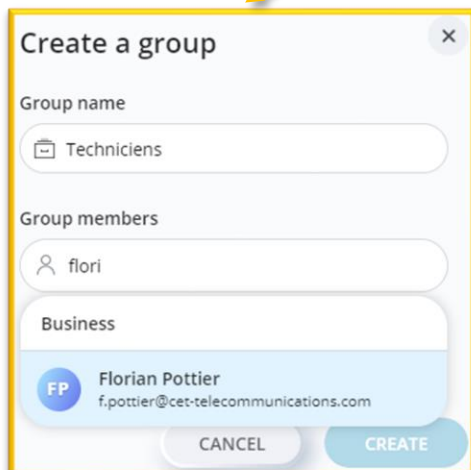 Create a group
Group name
Techniciens
Group members
flori
Business
FP
Florian Pottier
f.pottier@cet-telecommunications.com
CANCEL
CREATE